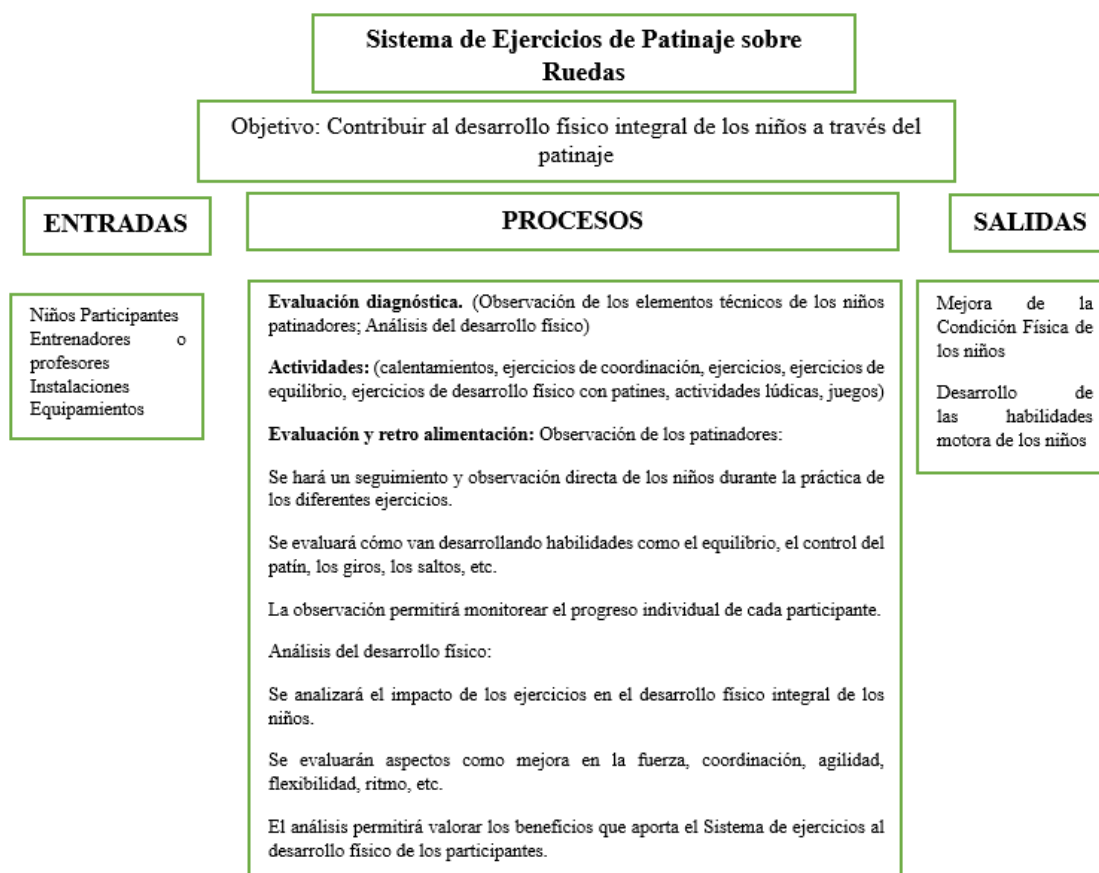 Sistema de Ejercicios de Patinaje sobre
Ruedas
Objetivo: Contribuir al desarrollo físico integral de los niños a través del
patinaje
ENTRADAS
PROCESOS
SALIDAS
Niños Participantes
Entrenadores o
profesores
Instalaciones
Equipamientos
Evaluación diagnóstica. (Observación de los elementos técnicos de los niños
patinadores; Análisis del desarrollo físico)
Actividades: (calentamientos, ejercicios de coordinación, ejercicios, ejercicios de
equilibrio, ejercicios de desarrollo físico con patines, actividades lúdicas, juegos)
Evaluación y retro alimentación: Observación de los patinadores:
Se hará un seguimiento y observación directa de los niños durante la práctica de
los diferentes ejercicios.
Se evaluará cómo van desarrollando habilidades como el equilibrio, el control del
patín, los giros, los saltos, etc.
La observación permitirá monitorear el progreso individual de cada participante.
Análisis del desarrollo físico:
Se analizará el impacto de los ejercicios en el desarrollo físico integral de los
niños.
Se evaluarán aspectos como mejora en la fuerza, coordinación, agilidad,
flexibilidad, ritmo, etc.
El análisis permitirá valorar los beneficios que aporta el Sistema de ejercicios al
desarrollo físico de los participantes.
Mejora de la
Condición Física de
los niños
Desarrollo de
las habilidades
motora de los niños